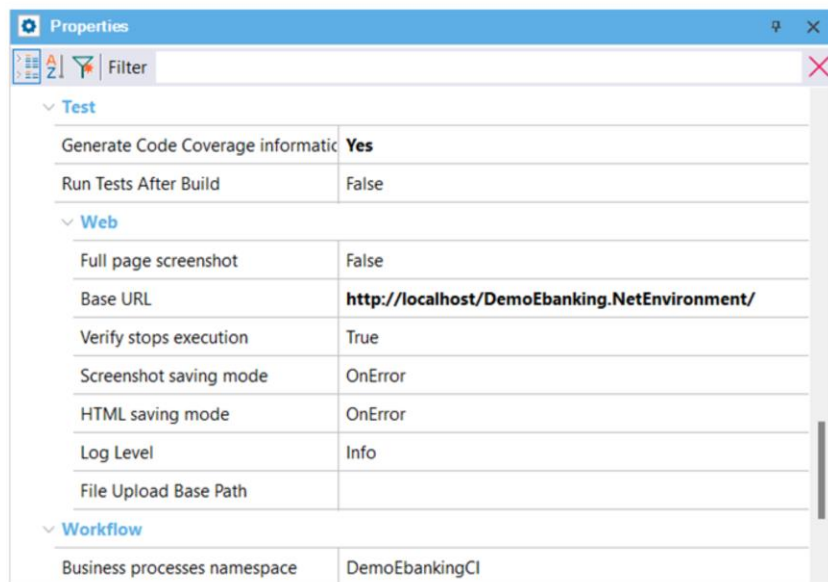 Properties
Filter
Test
Generate Code Coverage informatic Yes
Run Tests After Build False
Web
Full page screenshot False
Base URL http://localhost/DemoEbanking.NetEnvironment/
Verify stops execution True
Screenshot saving mode OnError
HTML saving mode OnError
Log Level Info
File Upload Base Path
Workflow
Business processes namespace DemoEbankingCI